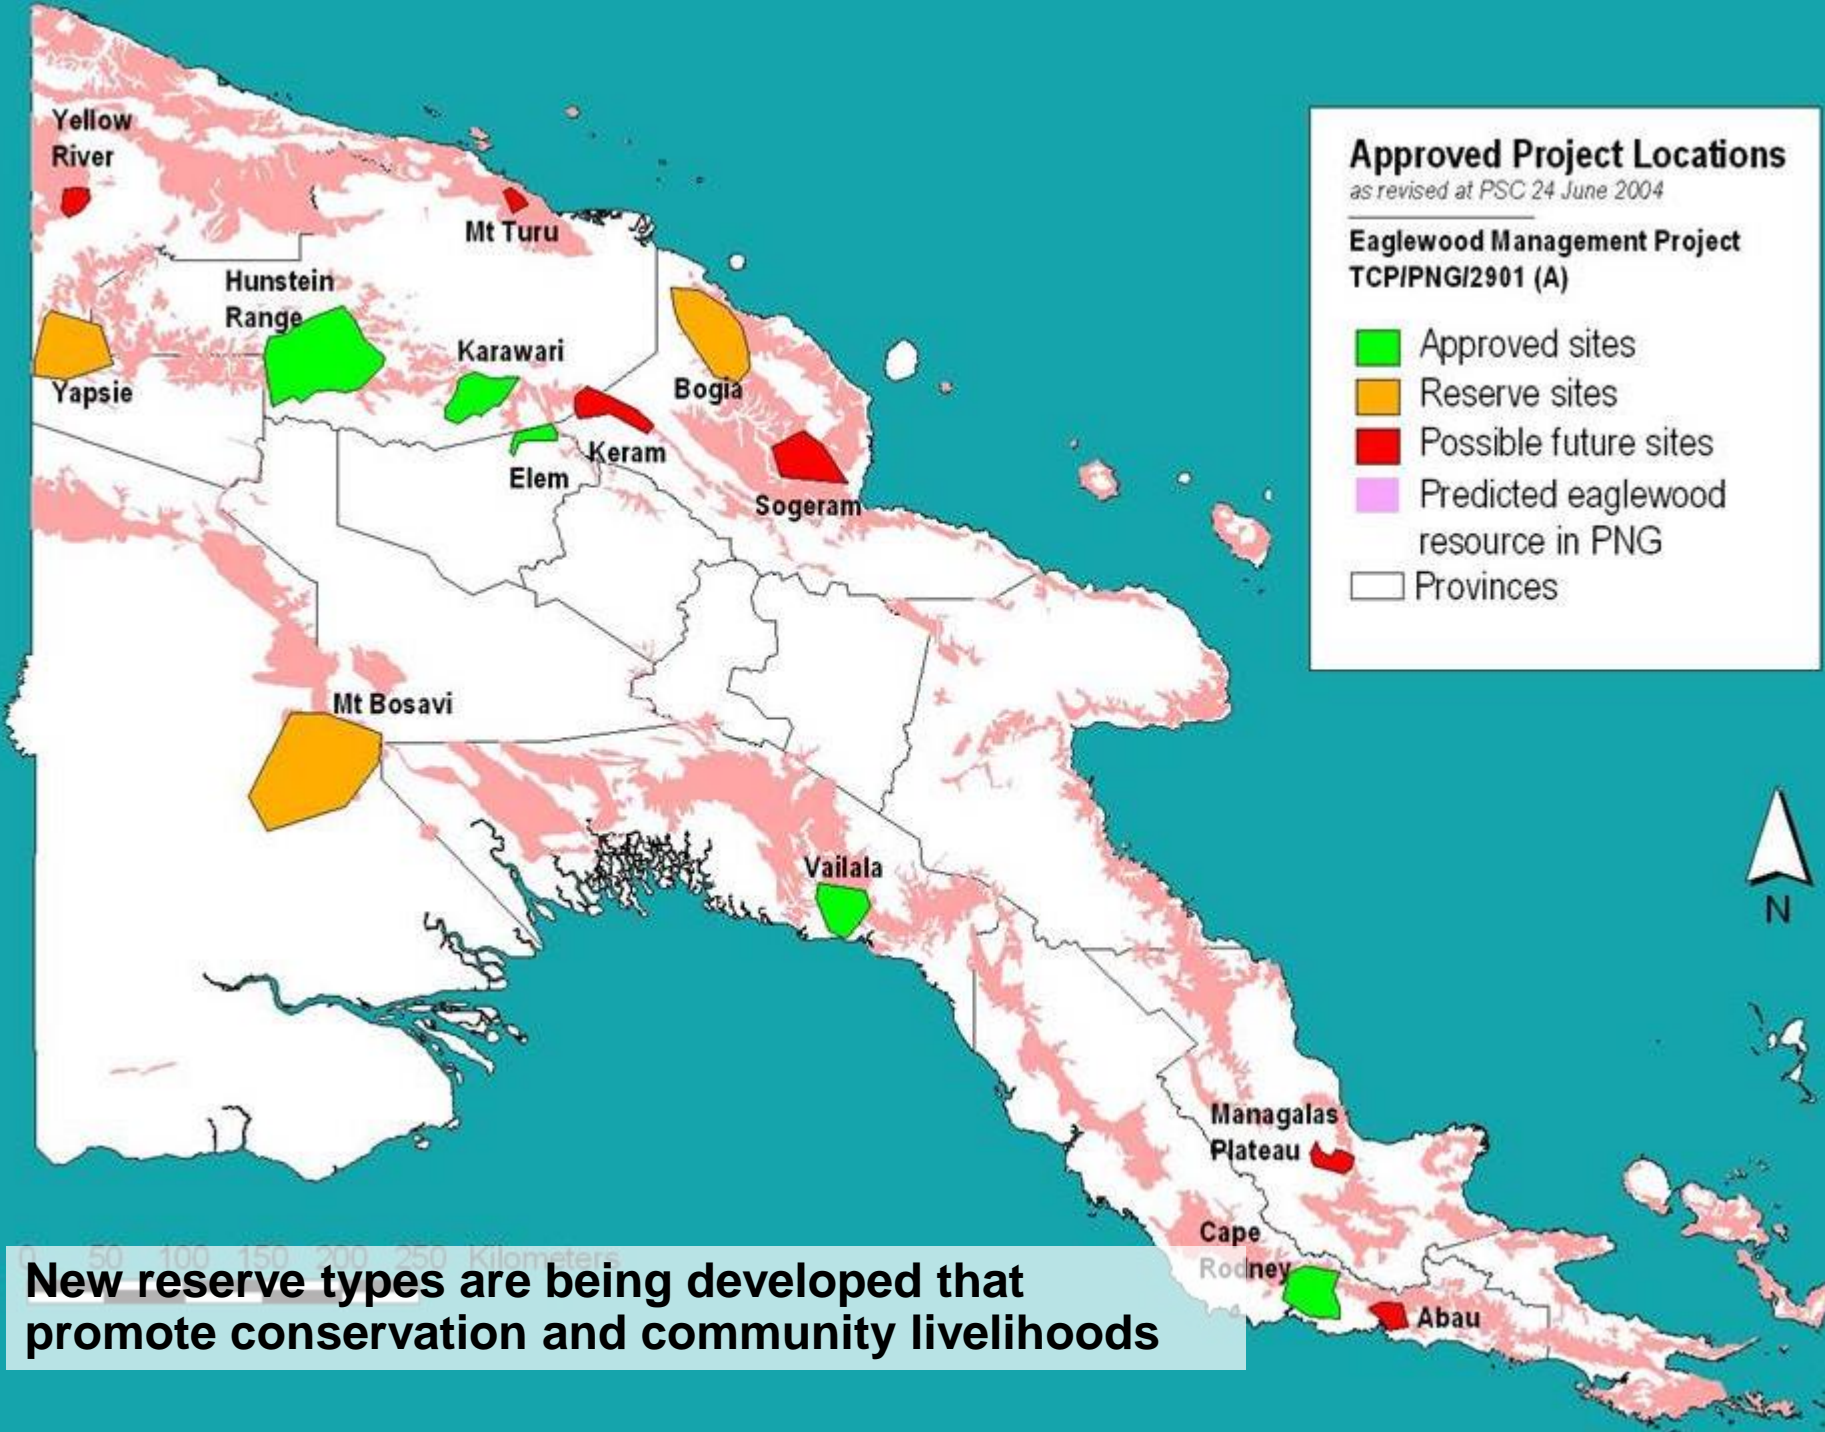 Yellow
River
Mt Turu
Hunstein
Range
Karawari
Yapsie
Bogia
Keram
Elem
Sogeram
Mt Bosavi
Vailala
Managalas
Plateau
Cape
Rodney
Abau
Approved Project Locations
as revised at PSC 24 June 2004
Eaglewood Management Project
TCP/PNG/2901 (A)
Approved sites
Reserve sites
Possible future sites
Predicted eaglewood
resource in PNG
Provinces
N
0 50 100 150 200 250 Kilometers
New reserve types are being developed that
promote conservation and community livelihoods